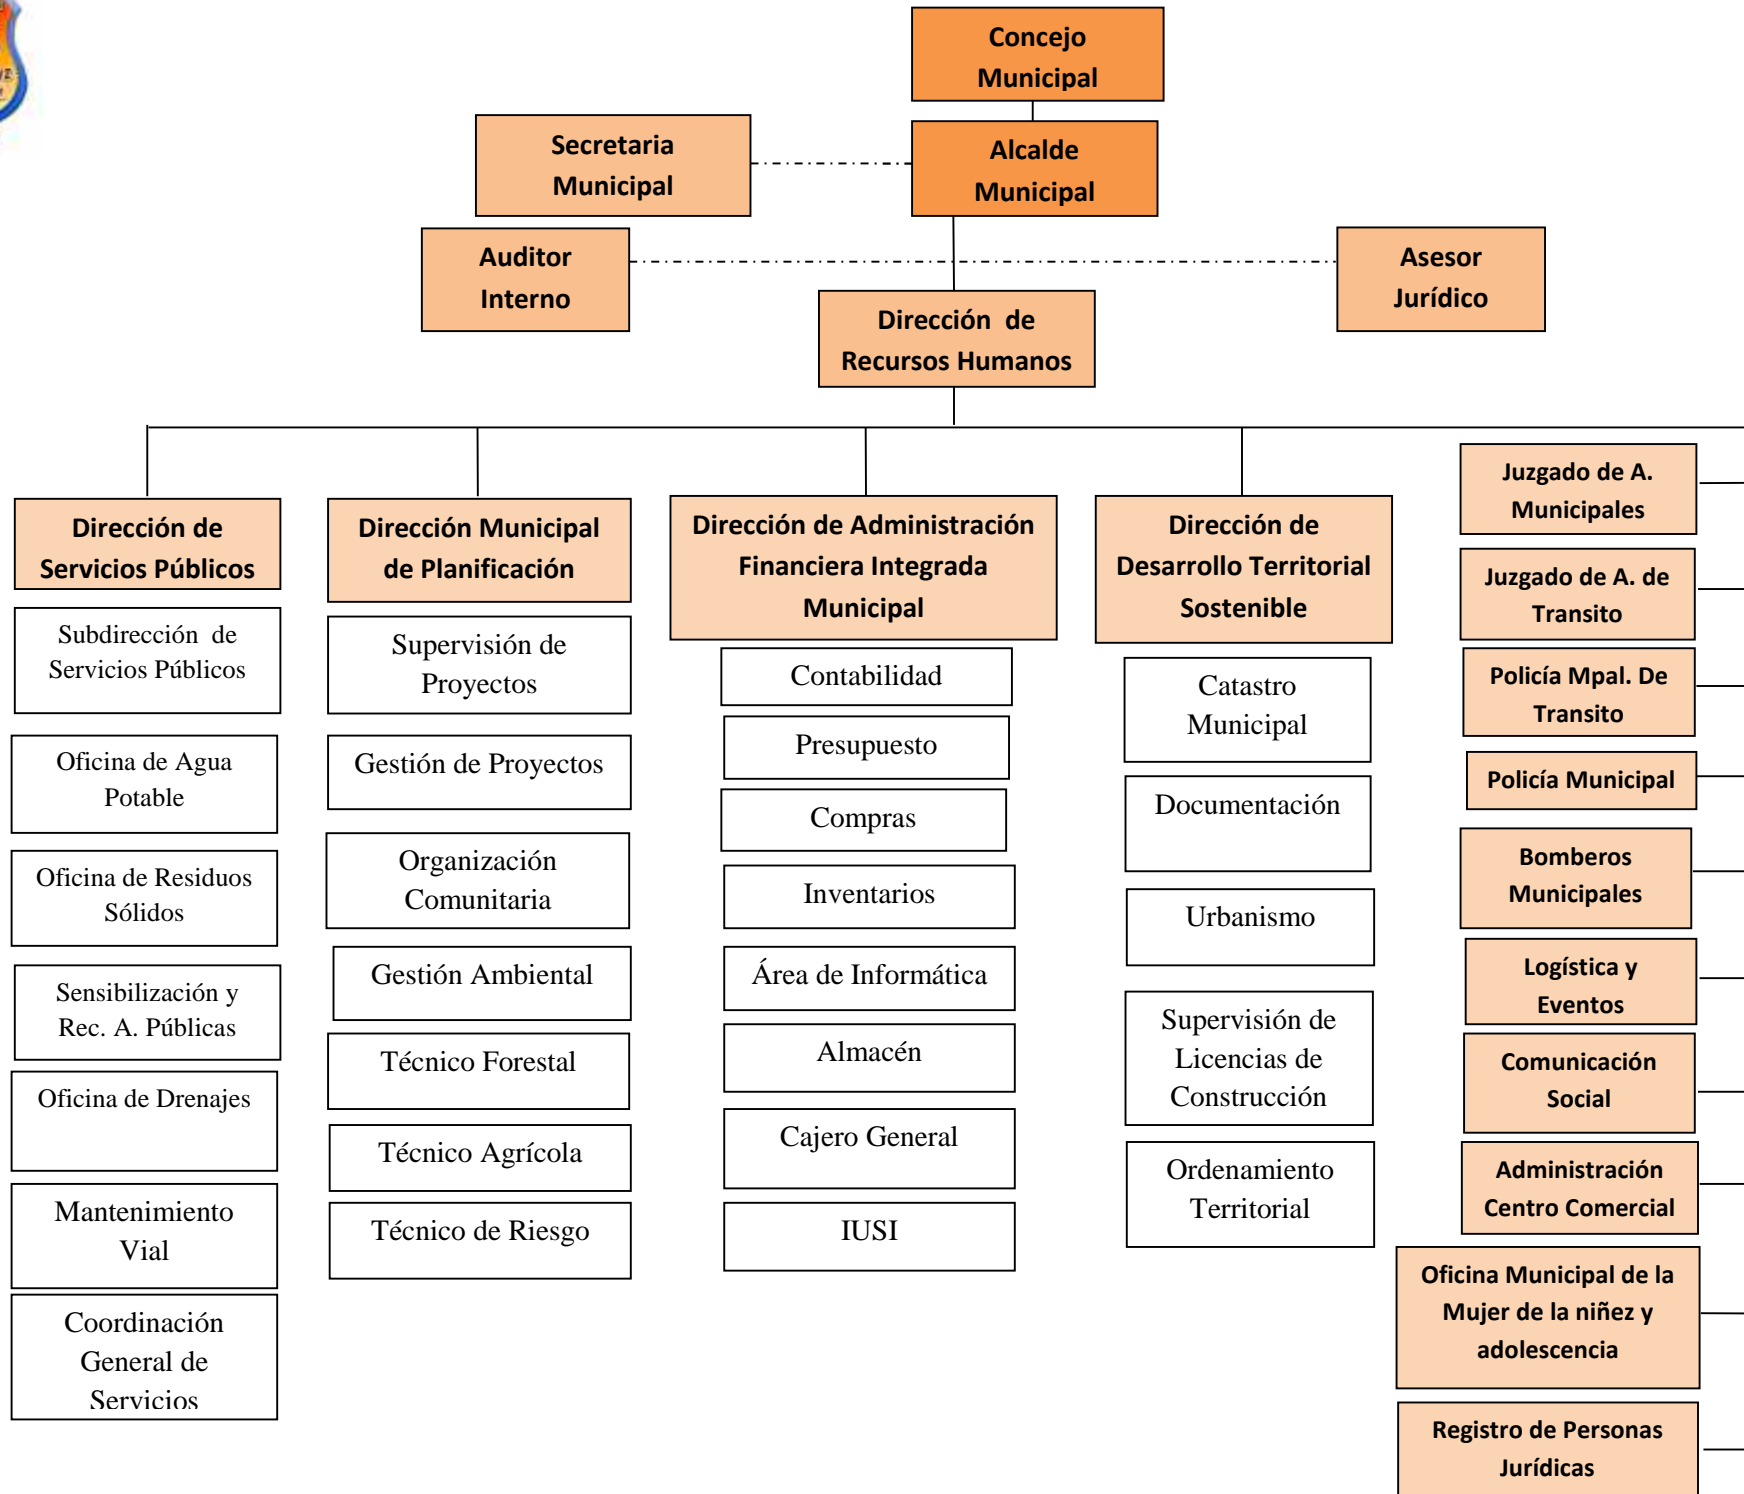 Concejo
Municipal
Secretaria
Municipal
Alcalde
Municipal
Auditor
Interno
Asesor
Jurídico
Dirección de
Recursos Humanos
Dirección de
Servicios Públicos
Subdirección de
Servicios Públicos
Oficina de Agua
Potable
Oficina de Residuos
Sólidos
Sensibilización y
Rec. A. Públicas
Oficina de Drenajes
Mantenimiento
Vial
Coordinación
General de
Servicios
Dirección Municipal
de Planificación
Supervisión de
Proyectos
Gestión de Proyectos
Organización
Comunitaria
Gestión Ambiental
Técnico Forestal
Técnico Agrícola
Técnico de Riesgo
Dirección de Administración
Financiera Integrada
Municipal
Contabilidad
Presupuesto
Compras
Inventarios
Área de Informática
Almacén
Cajero General
IUSI
Dirección de
Desarrollo Territorial
Sostenible
Catastro
Municipal
Documentación
Urbanismo
Supervisión de
Licencias de
Construcción
Ordenamiento
Territorial
Juzgado de A.
Municipales
Juzgado de A. de
Transito
Policía Mpal. De
Transito
Policía Municipal
Bomberos
Municipales
Logística y
Eventos
Comunicación
Social
Administración
Centro Comercial
Oficina Municipal de la
Mujer de la niñez y
adolescencia
Registro de Personas
Jurídicas